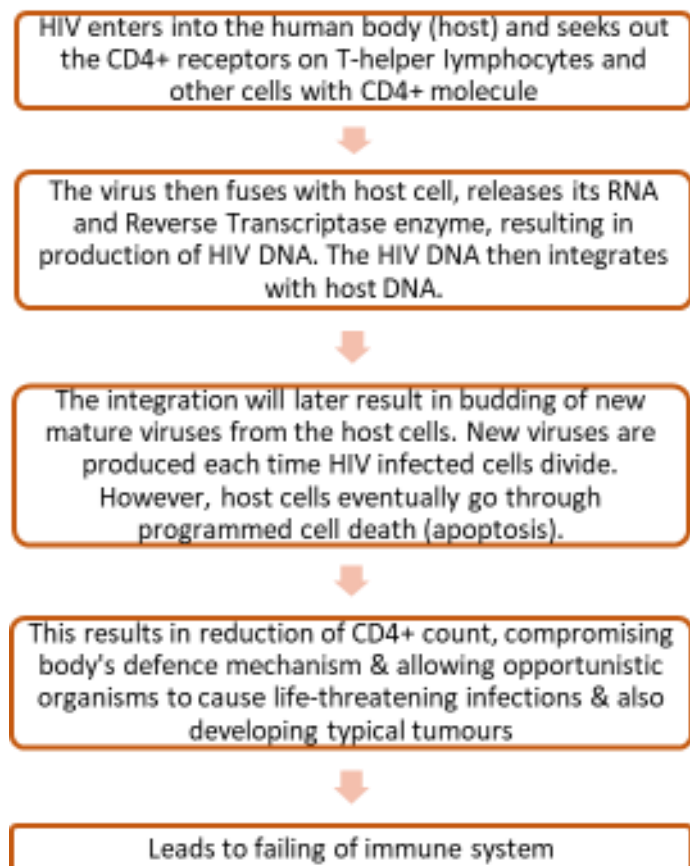 HIV enters into the human body (host) and seeks out
the CD4+ receptors on T-helper lymphocytes and
other cells with CD4+ molecule
The virus then fuses with host cell, releases its RNA
and Reverse Transcriptase enzyme, resulting in
production of HIV DNA. The HIV DNA then integrates
with host DNA.
The integration will later result in budding of new
mature viruses from the host cells. New viruses are
produced each time HIV infected cells divide.
However, host cells eventually go through
programmed cell death (apoptosis).
This results in reduction of CD4+ count, compromising
body's defence mechanism & allowing opportunistic
organisms to cause life-threatening infections & also
developing typical tumours
Leads to failing of immune system